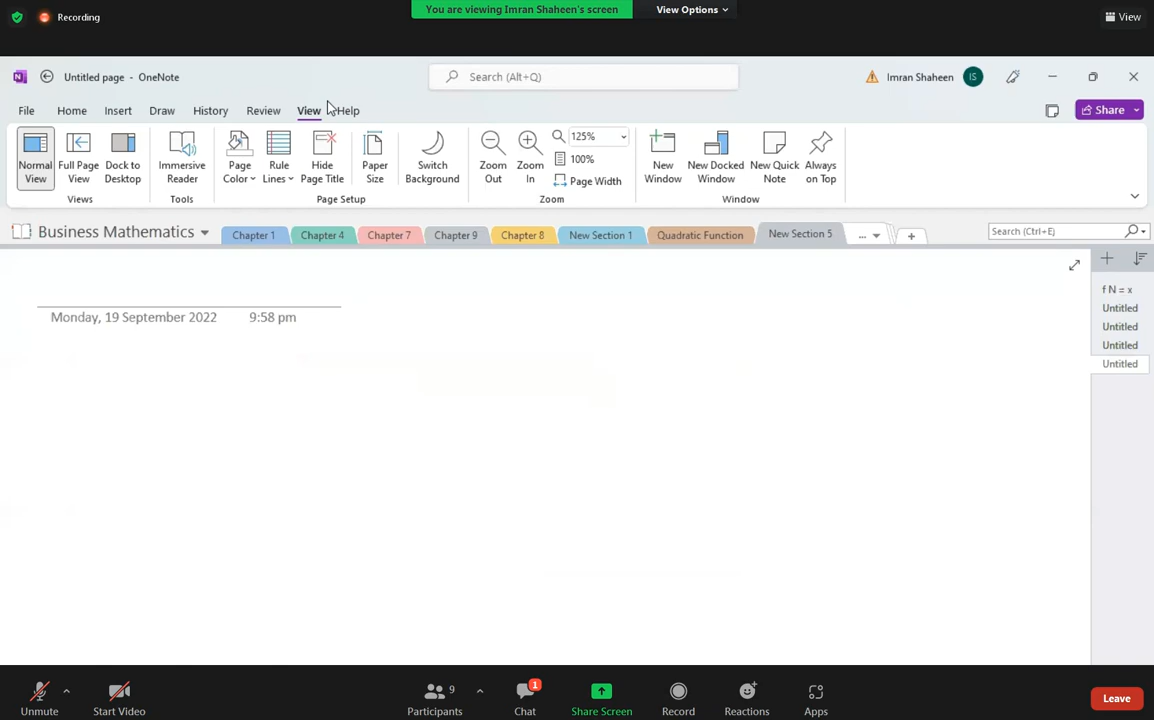 Recording
You are viewing Imran Shaheen's screen
View Options
View
Untitled page - OneNote
Search (Alt+Q)
Imran Shaheen
IS
File Home Insert Draw History Review View Help
Share
Normal View
Full Page View
Dock to Desktop
Views
Immersive Reader
Tools
Page Color
Rule Lines
Hide Page Title
Paper Size
Page Setup
Switch Background
Zoom Out
Zoom In
125%
100%
Page Width
Zoom
New Window
New Docked Window
New Quick Note
Always on Top
Window
Business Mathematics
Chapter 1
Chapter 4
Chapter 7
Chapter 9
Chapter 8
New Section 1
Quadratic Function
New Section 5
...
Search (Ctrl+E)
Monday, 19 September 2022 9:58 pm
f N = x
Untitled
Untitled
Untitled
Untitled
Unmute
Start Video
9
Participants
1
Chat
Share Screen
Record
Reactions
Apps
Leave